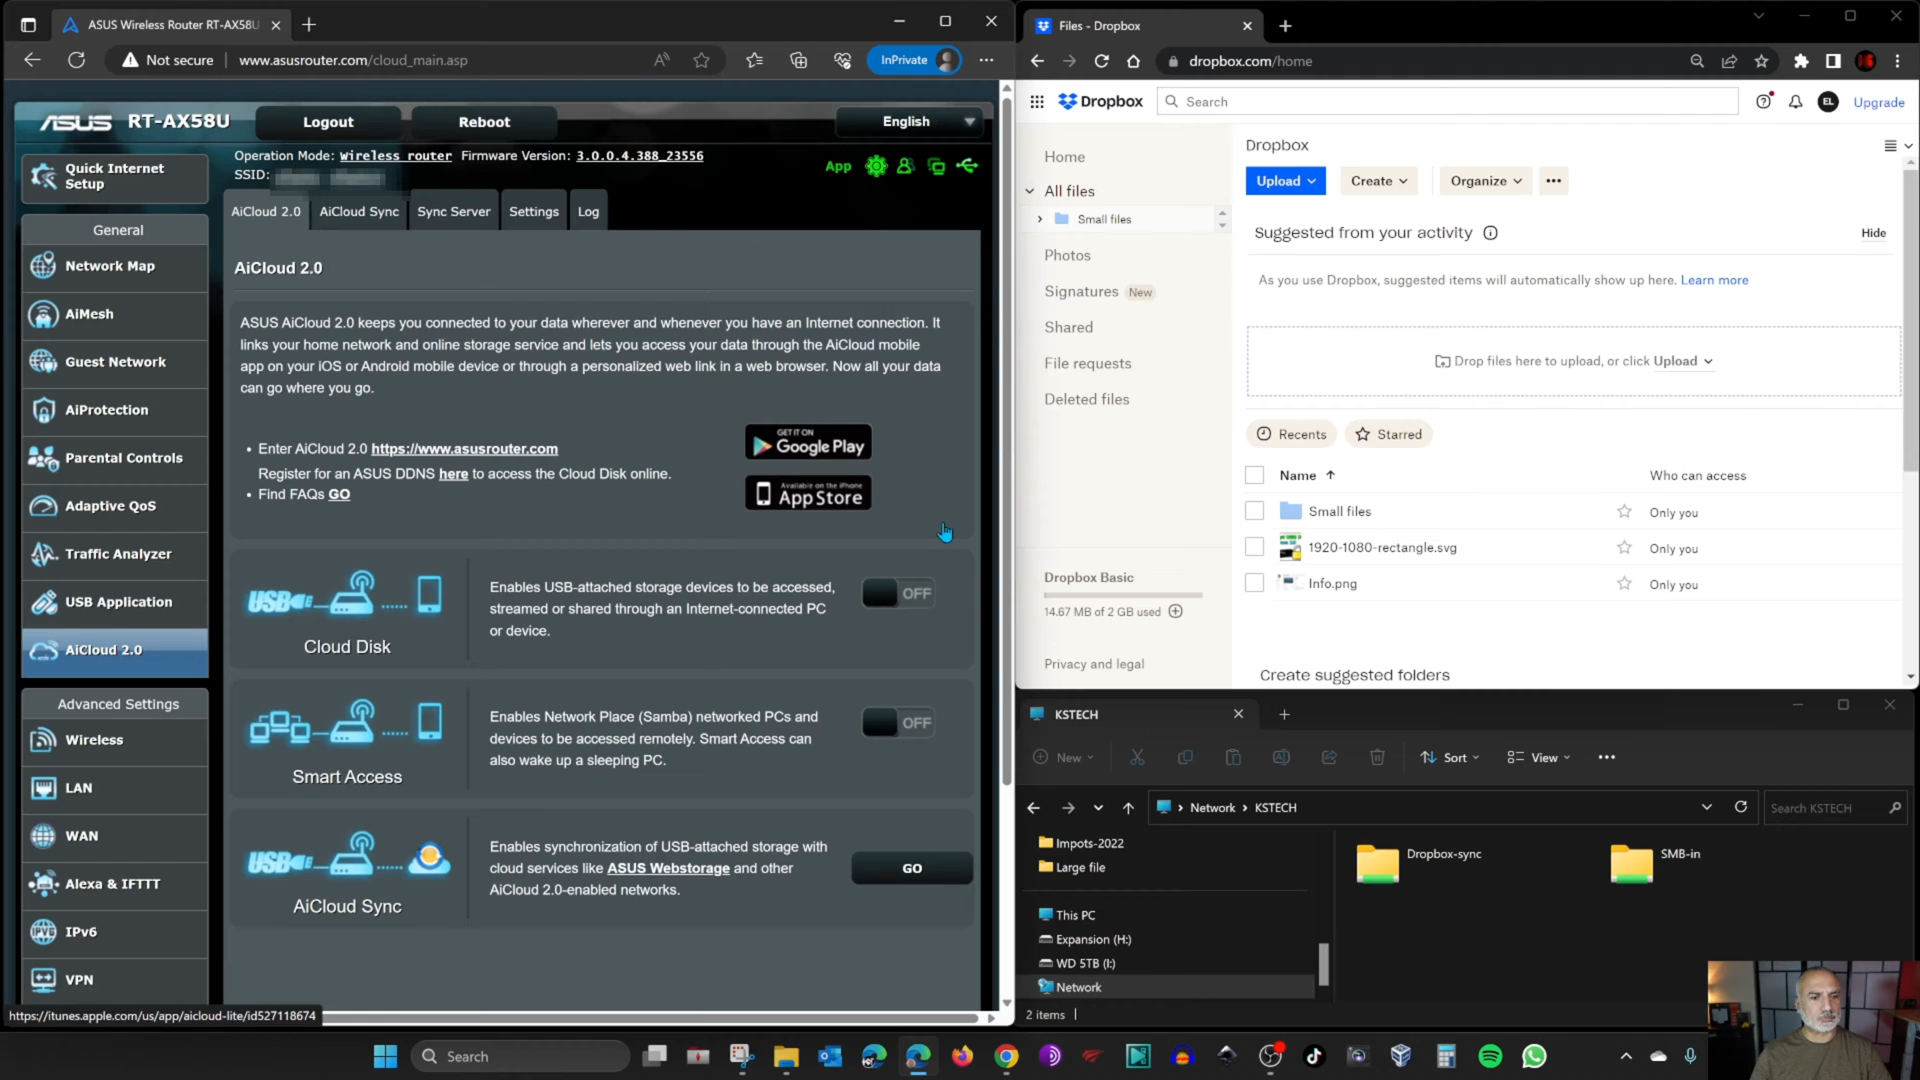 ASUS Wireless Router RT-AX58U
Not secure
www.asusrouter.com/cloud_main.asp
InPrivate
ASUS RT-AX58U
Logout
Reboot
English
Operation Mode: Wireless router Firmware Version: 3.0.0.4.388_23556
SSID:
App
Quick Internet
Setup
General
Network Map
AiMesh
Guest Network
AiProtection
Parental Controls
Adaptive QoS
Traffic Analyzer
USB Application
AiCloud 2.0
Advanced Settings
Wireless
LAN
WAN
Alexa & IFTTT
IPv6
VPN
AiCloud 2.0
AiCloud Sync
Sync Server
Settings
Log
AiCloud 2.0
ASUS AiCloud 2.0 keeps you connected to your data wherever and whenever you have an Internet connection. It
links your home network and online storage service and lets you access your data through the AiCloud mobile
app on your iOS or Android mobile device or through a personalized web link in a web browser. Now all your data
can go where you go.
• Enter AiCloud 2.0 https://www.asusrouter.com
Register for an ASUS DDNS here to access the Cloud Disk online.
• Find FAQs GO
GET IT ON
Google Play
Available on the iPhone
App Store
USB
Cloud Disk
Enables USB-attached storage devices to be accessed,
streamed or shared through an Internet-connected PC
or device.
OFF
Smart Access
Enables Network Place (Samba) networked PCs and
devices to be accessed remotely. Smart Access can
also wake up a sleeping PC.
OFF
USB
AiCloud Sync
Enables synchronization of USB-attached storage with
cloud services like ASUS Webstorage and other
AiCloud 2.0-enabled networks.
GO
https://itunes.apple.com/us/app/aicloud-lite/id527118674
Files - Dropbox
dropbox.com/home
Dropbox
Search
EL
Upgrade
Home
All files
Small files
Photos
Signatures New
Shared
File requests
Deleted files
Dropbox Basic
14.67 MB of 2 GB used
Privacy and legal
Dropbox
Upload
Create
Organize
Suggested from your activity
Hide
As you use Dropbox, suggested items will automatically show up here. Learn more
Drop files here to upload, or click Upload
Recents
Starred
Name
Who can access
Small files
Only you
1920-1080-rectangle.svg
Only you
Info.png
Only you
Create suggested folders
KSTECH
New
Sort
View
Network > KSTECH
Search KSTECH
Impots-2022
Large file
This PC
Expansion (H:)
WD 5TB (I:)
Network
Dropbox-sync
SMB-in
2 items
Search